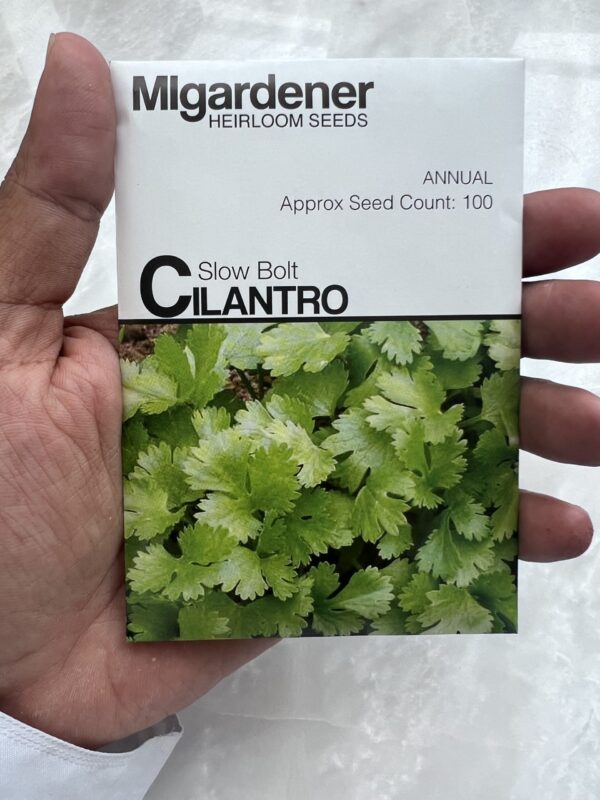 MIgardener
HEIRLOOM SEEDS
ANNUAL
Approx Seed Count: 100
Slow Bolt
CILANTRO